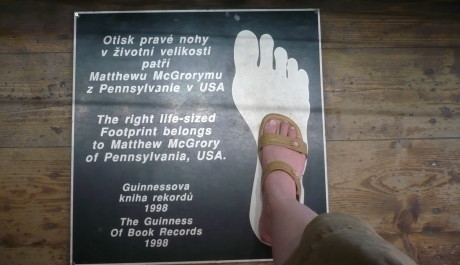 Otisk pravé nohy
v životní velikosti
patří
Matthewu McGrorymu
z Pennsylvanie v USA
The right life-sized
Footprint belongs
to Matthew McGrory
of Pennsylvania, USA.
Guinnessova
kniha rekordů
1998
The Guinness
Of Book Records
1998